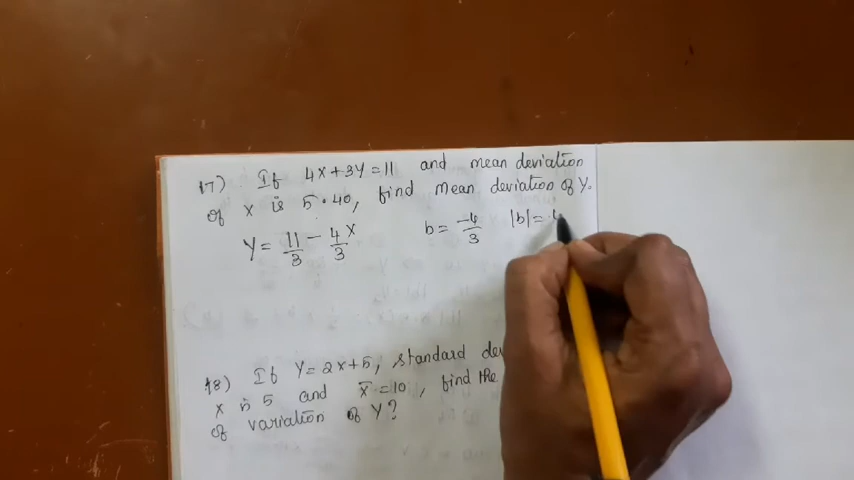 17) If 4X+3Y=11 and mean deviation
of X is 5.40, find mean deviation of Y.
Y = 11/3 - 4/3 X b = -4/3 |b| = 4
18) If Y=2X+5, standard
X is 5 and x̄ =10, find the
of variation of Y?